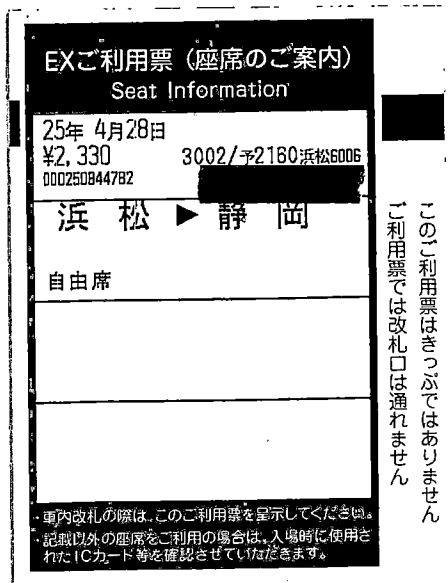 EXご利用票（座席のご案内）
Seat Information
25年 4月28日
¥2,330 3002/予2160浜松6006
000250844782
浜 松 ▶ 静 岡
自由席
・車内改札の際は、このご利用票を呈示してください。
・記載以外の座席をご利用の場合は、入場時に使用さ
れたICカード等を確認させていただきます。
このご利用票はきっぷではありません
ご利用票では改札口は通れません